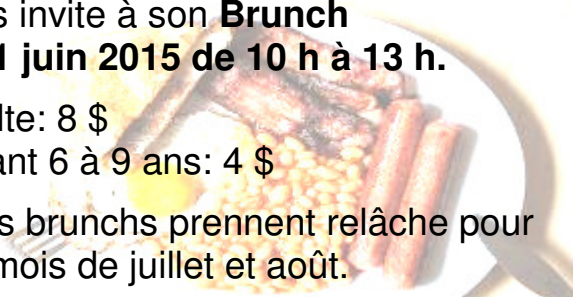 s invite à son Brunch
1 juin 2015 de 10 h à 13 h.
lte: 8 $
ant 6 à 9 ans: 4 $
s brunchs prennent relâche pour
mois de juillet et août.